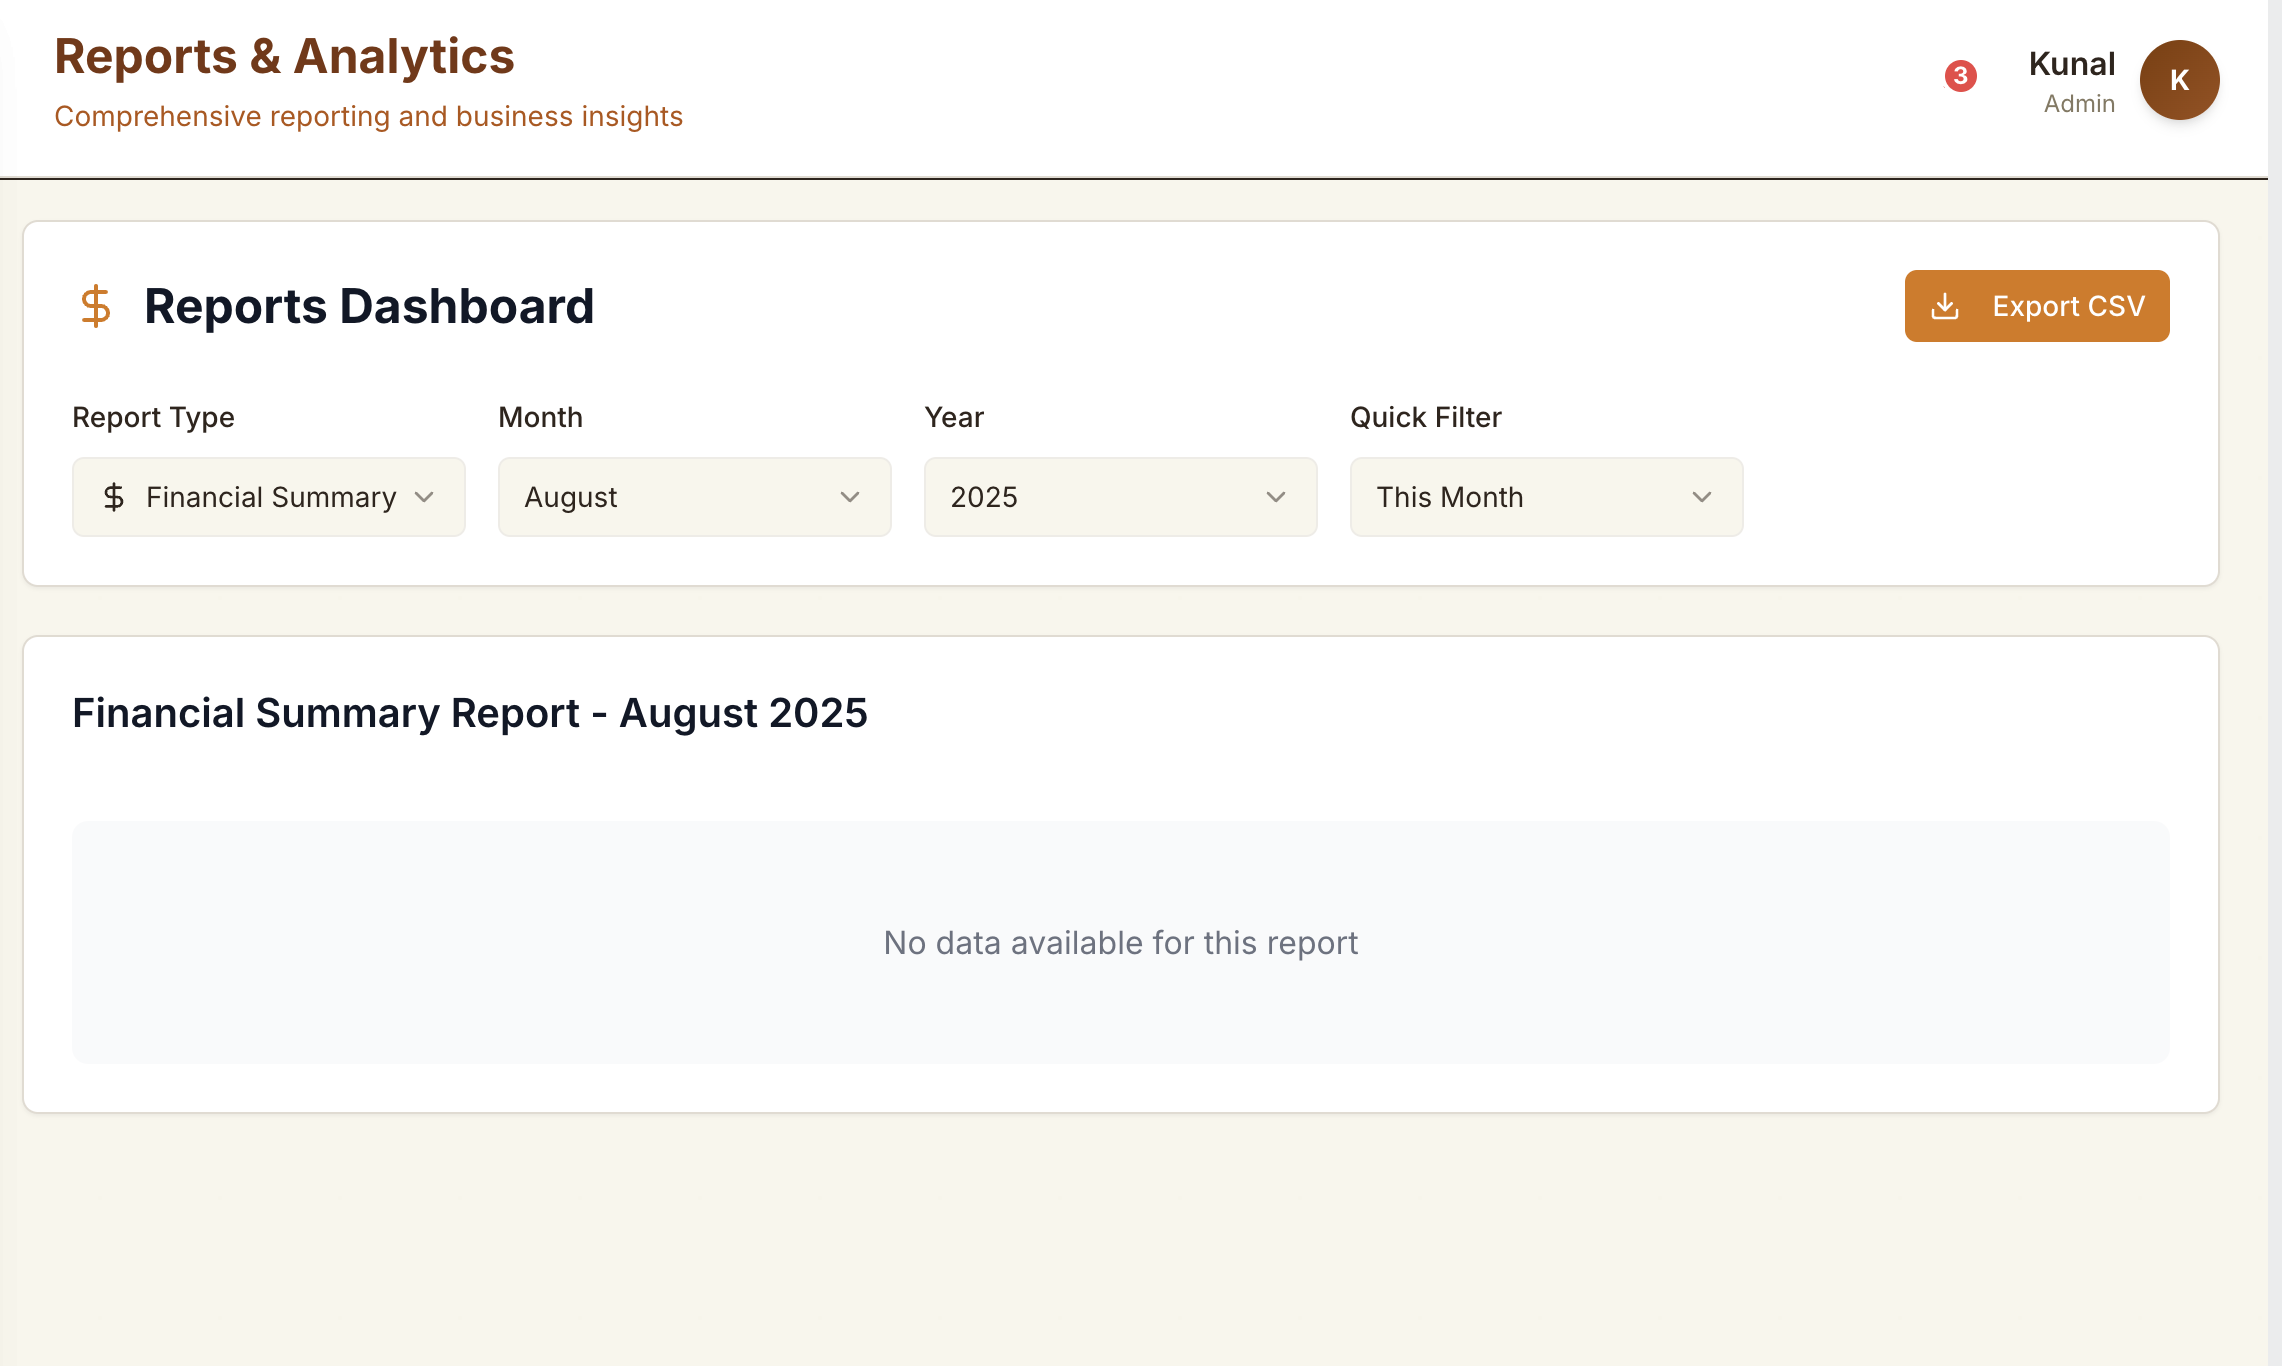 Reports & Analytics
Comprehensive reporting and business insights
3
Kunal
Admin
K
Reports Dashboard
Export CSV
Report Type
Month
Year
Quick Filter
$ Financial Summary
August
2025
This Month
Financial Summary Report - August 2025
No data available for this report